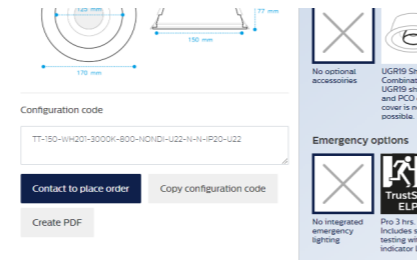 125 mm
77 mm
150 mm
170 mm
Configuration code
TT-150-WH201-3000K-800-NONDI-U22-N-N-IP20-U22
Contact to place order
Copy configuration code
Create PDF
No optional
accessoiries
UGR19 Sh
Combinat
UGR19 sh
and PCO
cover is n
possible.
Emergency options
TrustS
ELP
No integrated
emergency
lighting
Pro 3 hrs.
Includes s
testing wi
indicator l